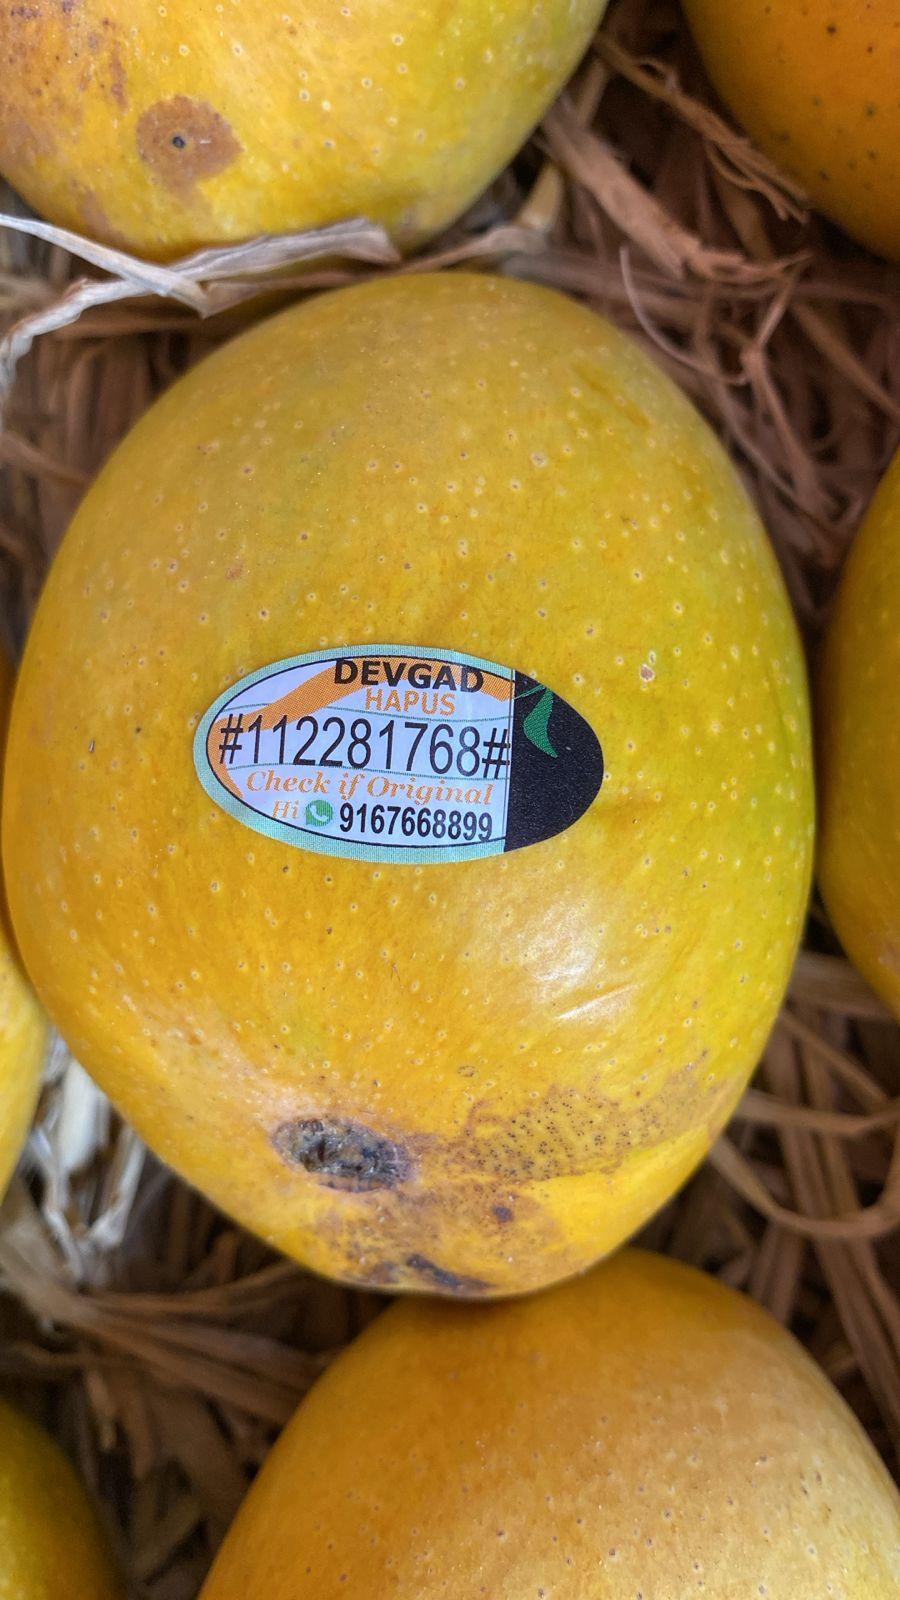 DEVGAD
HAPUS
#112281768#
Check if Original
Hi 9167668899